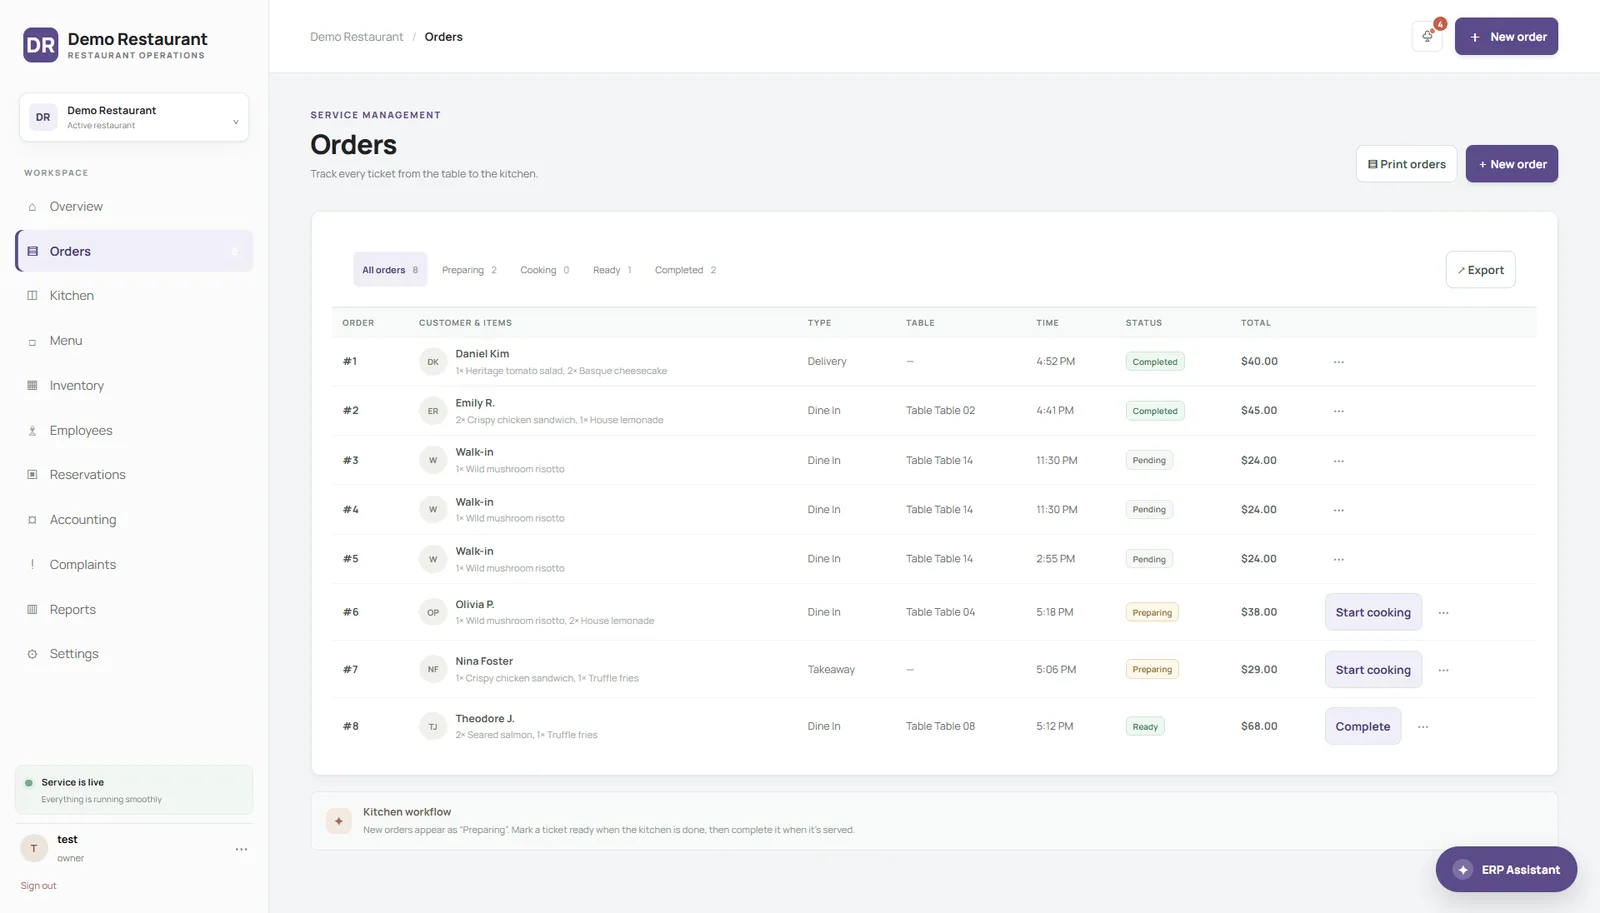 DR Demo Restaurant
RESTAURANT OPERATIONS
DR Demo Restaurant
Active restaurant
WORKSPACE
Overview
Orders
Kitchen
Menu
Inventory
Employees
Reservations
Accounting
! Complaints
Reports
Settings
Service is live
Everything is running smoothly
T test
owner
...
Sign out
Demo Restaurant / Orders
4
+ New order
SERVICE MANAGEMENT
Orders
Track every ticket from the table to the kitchen.
Print orders
+ New order
All orders 8 Preparing 2 Cooking 0 Ready 1 Completed 2
Export
ORDER CUSTOMER & ITEMS TYPE TABLE TIME STATUS TOTAL
#1 DK Daniel Kim Delivery — 4:52 PM Completed $40.00 ...
1× Heritage tomato salad, 2× Basque cheesecake
#2 ER Emily R. Dine In Table Table 02 4:41 PM Completed $45.00 ...
2× Crispy chicken sandwich, 1× House lemonade
#3 W Walk-in Dine In Table Table 14 11:30 PM Pending $24.00 ...
1× Wild mushroom risotto
#4 W Walk-in Dine In Table Table 14 11:30 PM Pending $24.00 ...
1× Wild mushroom risotto
#5 W Walk-in Dine In Table Table 14 2:55 PM Pending $24.00 ...
1× Wild mushroom risotto
#6 OP Olivia P. Dine In Table Table 04 5:18 PM Preparing $38.00 Start cooking ...
1× Wild mushroom risotto, 2× House lemonade
#7 NF Nina Foster Takeaway — 5:06 PM Preparing $29.00 Start cooking ...
1× Crispy chicken sandwich, 1× Truffle fries
#8 TJ Theodore J. Dine In Table Table 08 5:12 PM Ready $68.00 Complete ...
2× Seared salmon, 1× Truffle fries
Kitchen workflow
New orders appear as "Preparing". Mark a ticket ready when the kitchen is done, then complete it when it's served.
ERP Assistant